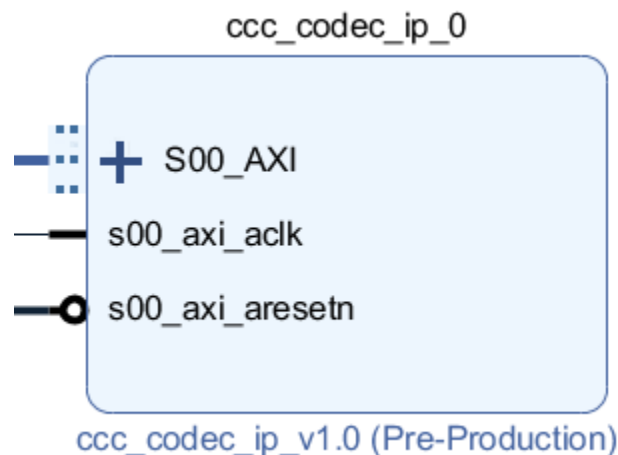 ccc_codec_ip_0
S00_AXI
s00_axi_aclk
s00_axi_aresetn
ccc_codec_ip_v1.0 (Pre-Production)